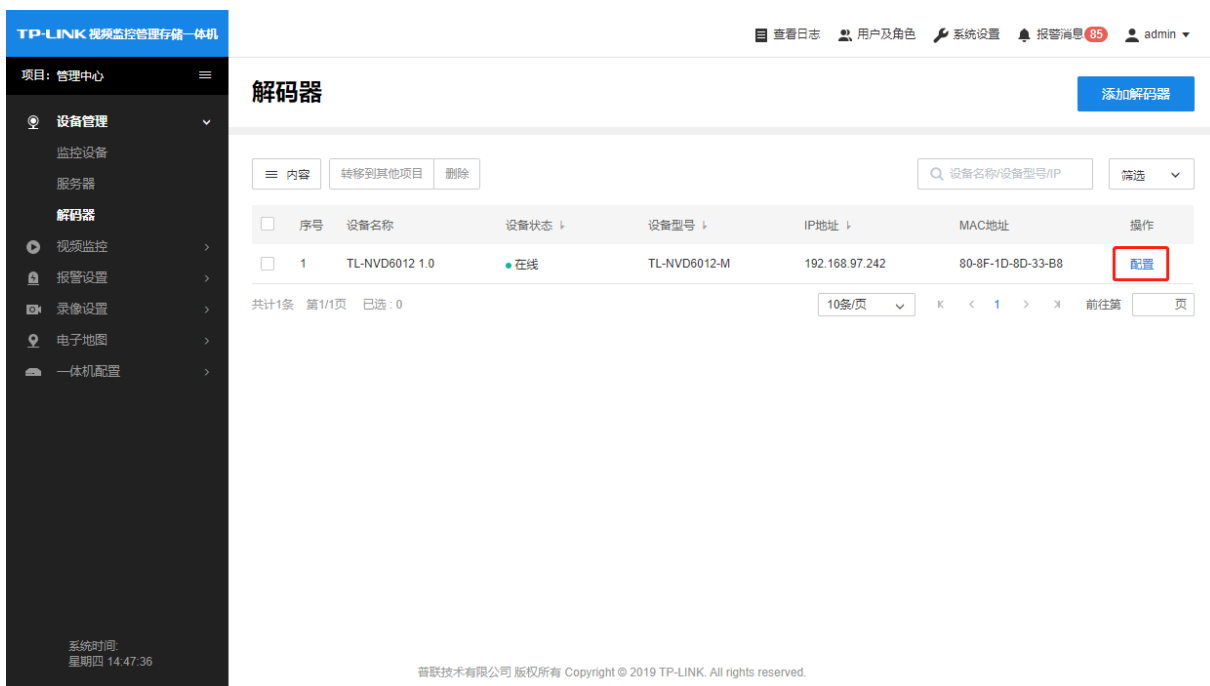 TP-LINK 视频监控管理存储一体机
查看日志 用户及角色 系统设置 报警消息 85 admin
项目: 管理中心
设备管理
监控设备
服务器
解码器
视频监控
报警设置
录像设置
电子地图
一体机配置
系统时间:
星期四 14:47:36
解码器
添加解码器
内容 转移到其他项目 删除 设备名称/设备型号/IP 筛选
序号 设备名称 设备状态 设备型号 IP地址 MAC地址 操作
1 TL-NVD6012 1.0 在线 TL-NVD6012-M 192.168.97.242 80-8F-1D-8D-33-B8 配置
共计1条 第1/1页 已选 : 0 10条/页 1 前往第 页
普联技术有限公司 版权所有 Copyright © 2019 TP-LINK. All rights reserved.